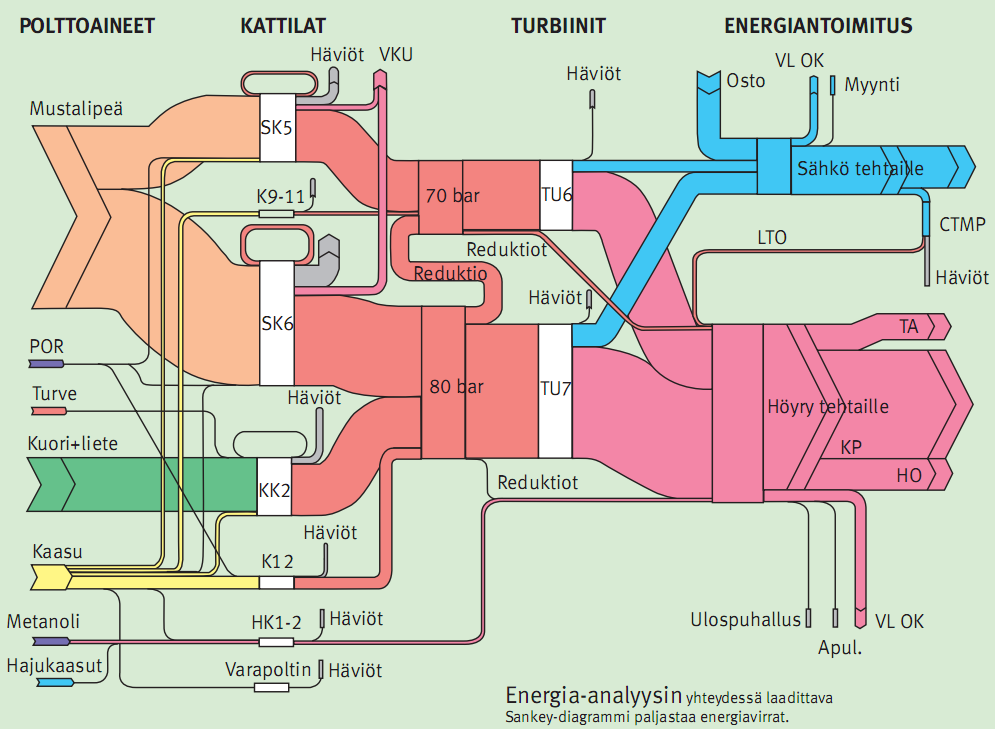 POLTTOAINEET
KATTILAT
TURBIINIT
ENERGIANTOIMITUS
Häviöt
VKU
Häviöt
VL OK
Osto
Myynti
Mustalipeä
SK5
Sähkö tehtaille
K9-11
70 bar
TU6
CTMP
LTO
Reduktiot
Reduktio
Häviöt
Häviöt
SK6
TA
POR
Turve
Häviöt
80 bar
TU7
Höyry tehtaille
Kuori+liete
KP
HO
KK2
Reduktiot
Häviöt
Kaasu
K12
Metanoli
HK1-2
Häviöt
Ulospuhallus
VL OK
Apul.
Hajukaasut
Varapoltin
Häviöt
Energia-analyysin yhteydessä laadittava
Sankey-diagrammi paljastaa energiavirrat.